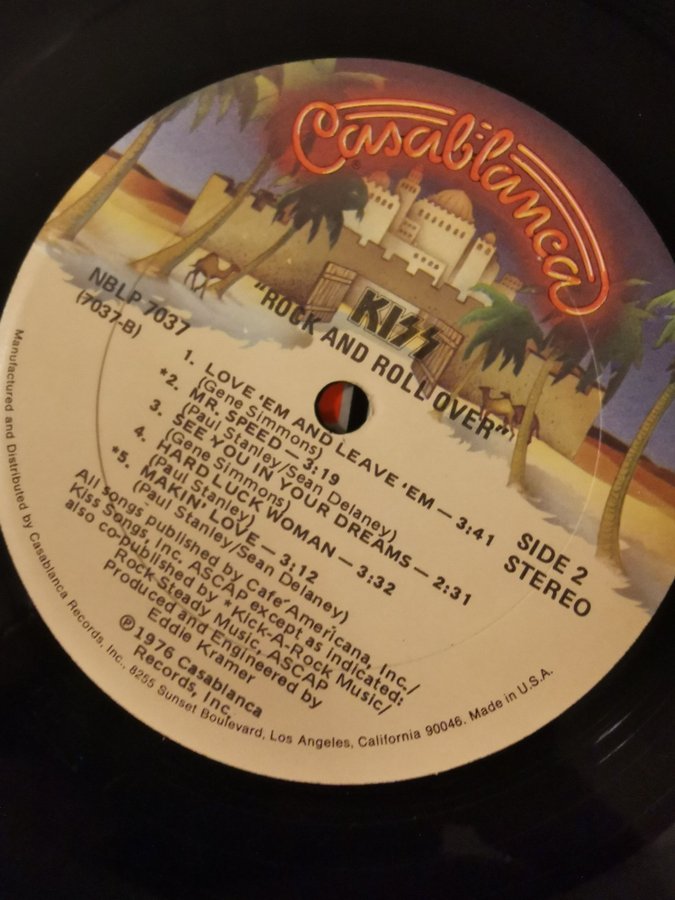 Casablanca
®
KISS
"ROCK AND ROLL OVER"
NBLP 7037
(7037-B)
SIDE 2
STEREO
1. LOVE 'EM AND LEAVE 'EM — 3:41
(Gene Simmons)
*2. MR. SPEED — 3:19
(Paul Stanley/Sean Delaney)
3. SEE YOU IN YOUR DREAMS — 2:31
(Gene Simmons)
4. HARD LUCK WOMAN — 3:32
(Paul Stanley)
*5. MAKIN' LOVE — 3:12
(Paul Stanley/Sean Delaney)
All songs published by Café Americana, Inc./
Kiss Songs, Inc. ASCAP except as indicated:
also co-published by *Kick-A-Rock Music/
Rock Steady Music, ASCAP
Produced and Engineered by
Eddie Kramer
℗ 1976 Casablanca
Records, Inc.
Manufactured and Distributed by Casablanca Records, Inc., 8255 Sunset Boulevard, Los Angeles, California 90046. Made in U.S.A.